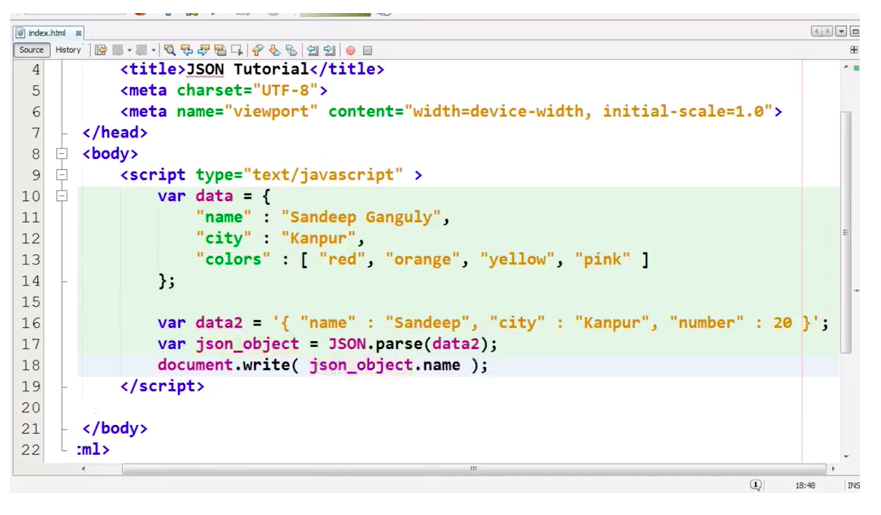 index.html
Source History
4 <title>JSON Tutorial</title>
5 <meta charset="UTF-8">
6 <meta name="viewport" content="width=device-width, initial-scale=1.0">
7 </head>
8 <body>
9 <script type="text/javascript" >
10 var data = {
11 "name" : "Sandeep Ganguly",
12 "city" : "Kanpur",
13 "colors" : [ "red", "orange", "yellow", "pink" ]
14 };
15
16 var data2 = '{ "name" : "Sandeep", "city" : "Kanpur", "number" : 20 }';
17 var json_object = JSON.parse(data2);
18 document.write( json_object.name );
19 </script>
20
21 </body>
22 :ml>
1 18:48 INS